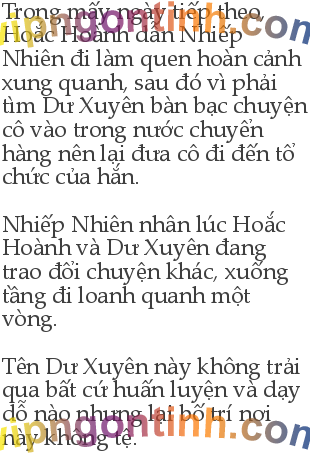 Trong mấy ngày tiếp theo,
Hoắc Hoành dẫn Nhiếp
Nhiên đi làm quen hoàn cảnh
xung quanh, sau đó vì phải
tìm Dư Xuyên bàn bạc chuyện
cô vào trong nước chuyển
hàng nên lại đưa cô đi đến tổ
chức của hắn.

Nhiếp Nhiên nhân lúc Hoắc
Hoành và Dư Xuyên đang
trao đổi chuyện khác, xuống
tầng đi loanh quanh một
vòng.

Tên Dư Xuyên này không trải
qua bất cứ huấn luyện và dạy
dỗ nào nhưng lại bố trí nơi
này không tệ.
vipngontinh.com
vipngontinh.com